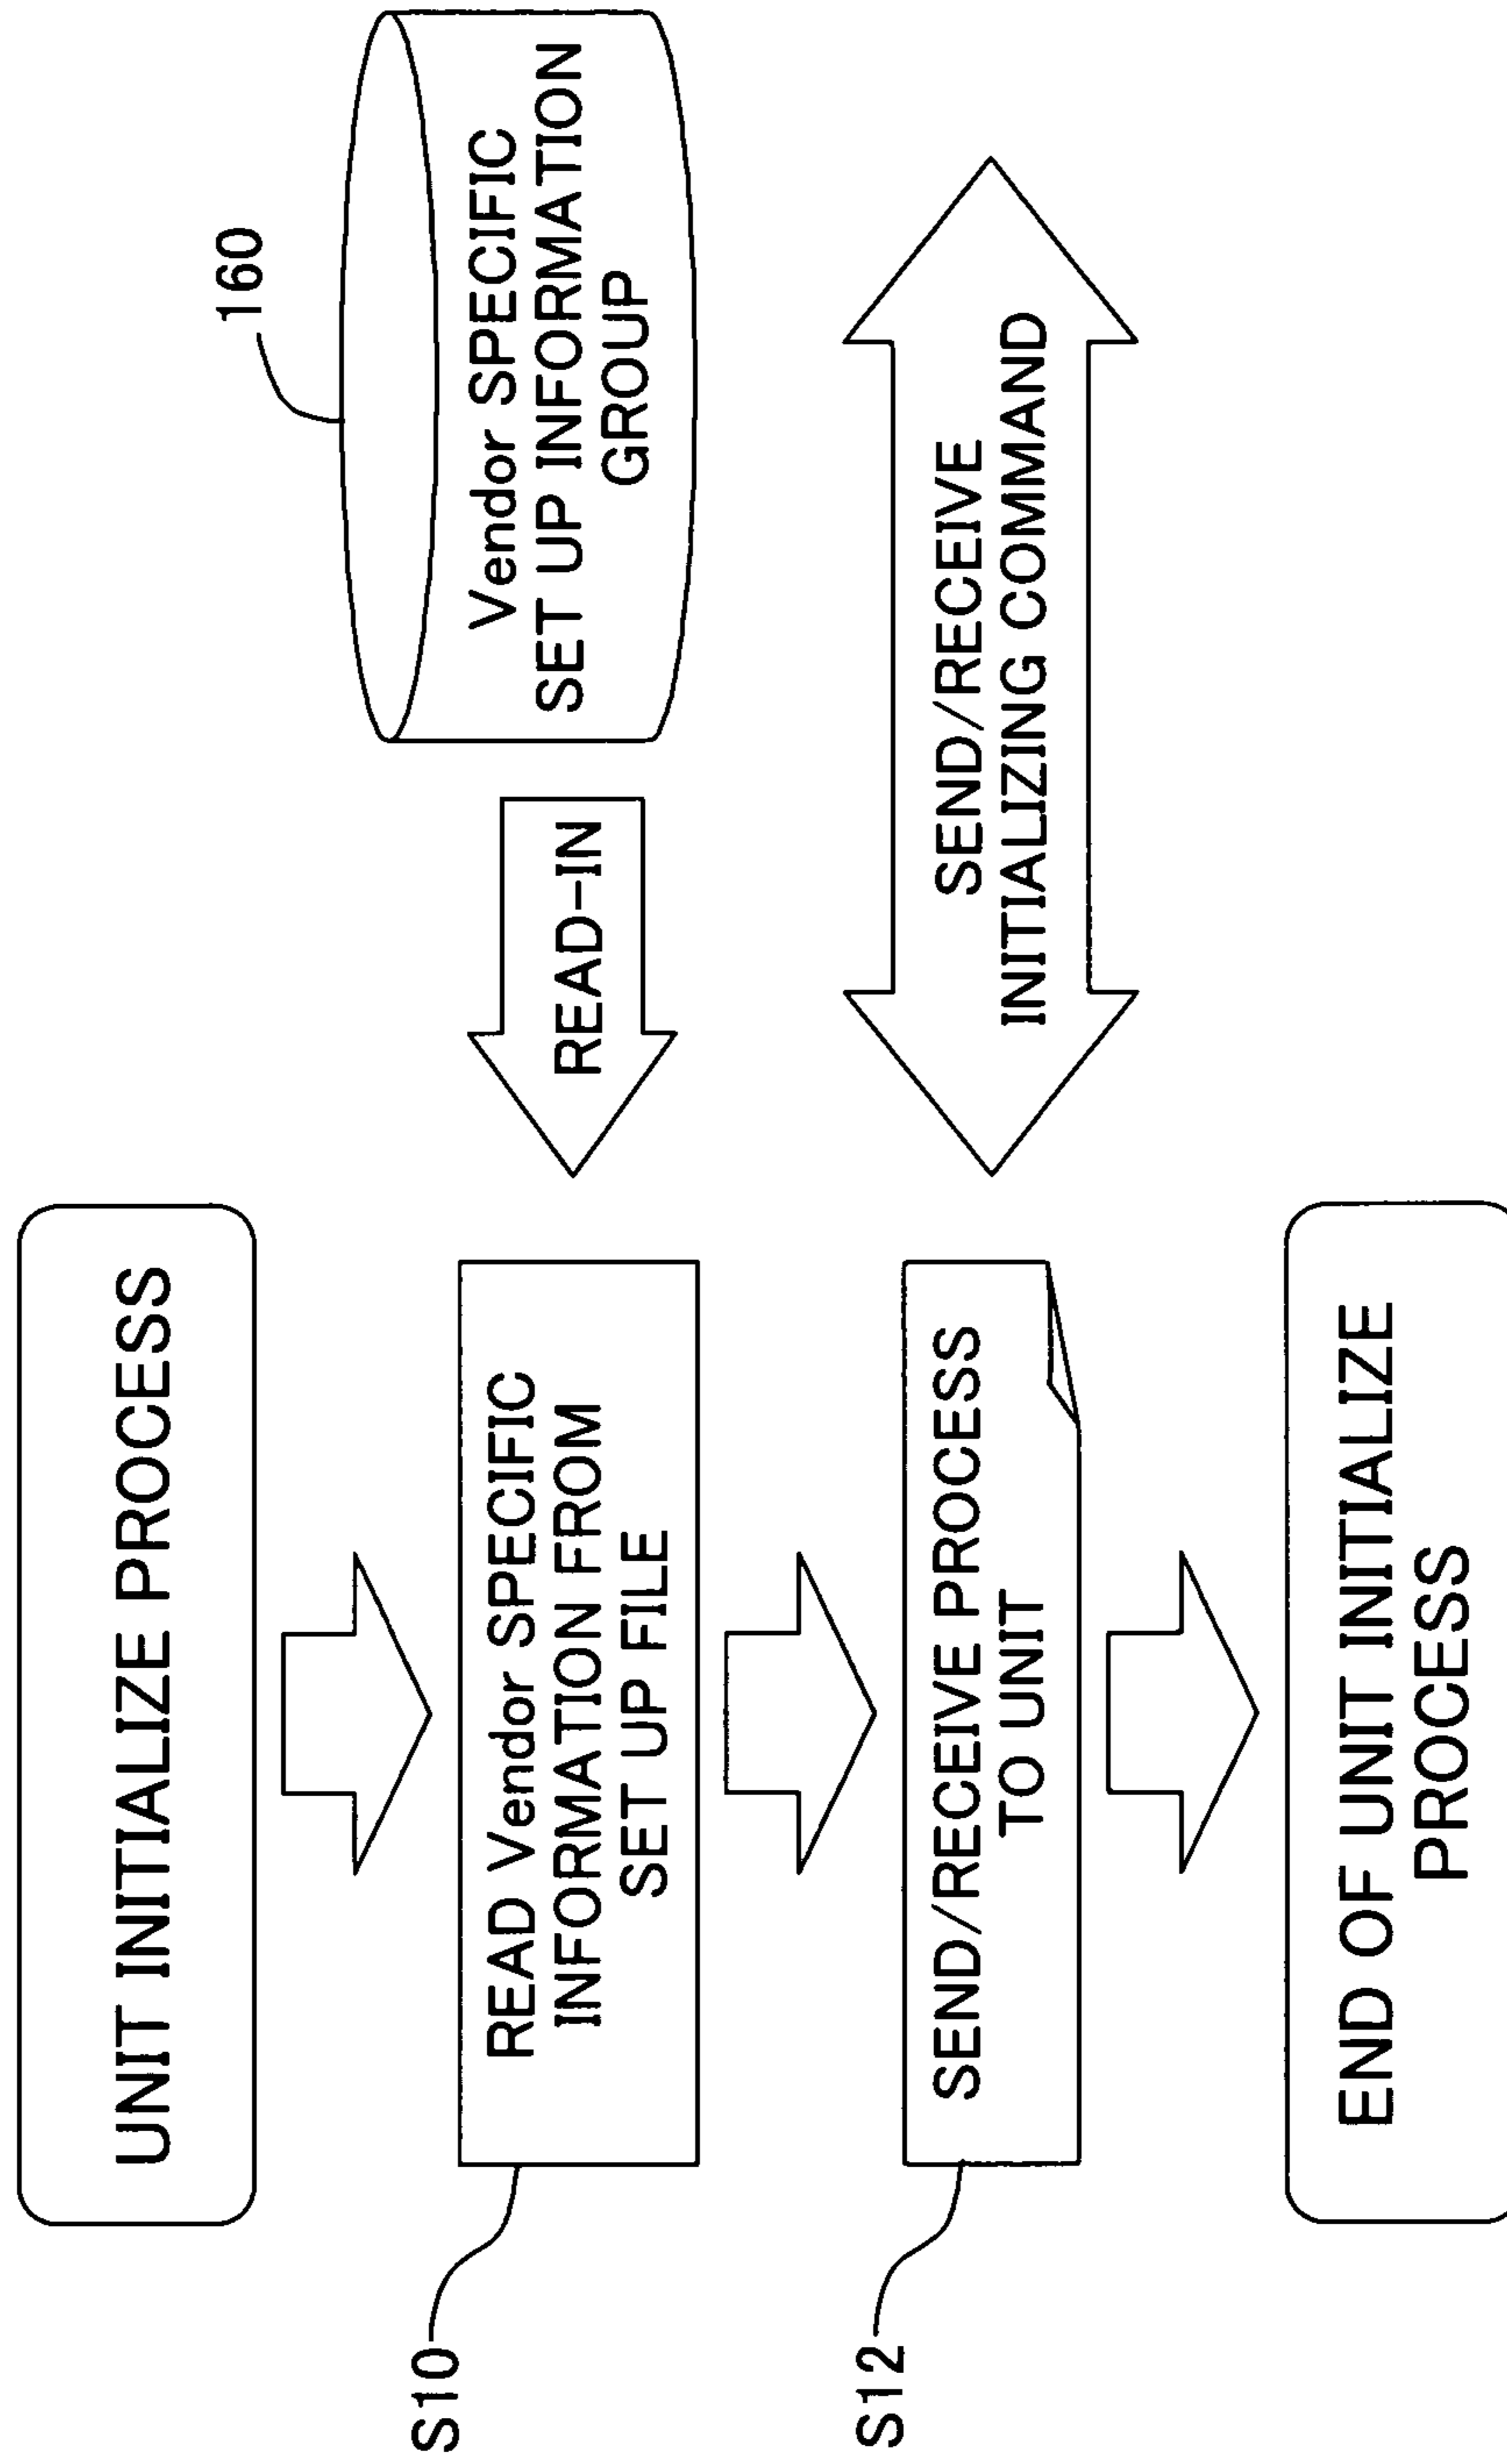 UNIT INITIALIZE PROCESS
160
S10
READ Vendor SPECIFIC
INFORMATION FROM
SET UP FILE
READ-IN
Vendor SPECIFIC
SET UP INFORMATION
GROUP
S12
SEND/RECEIVE PROCESS
TO UNIT
SEND/RECEIVE
INITIALIZING COMMAND
END OF UNIT INITIALIZE
PROCESS